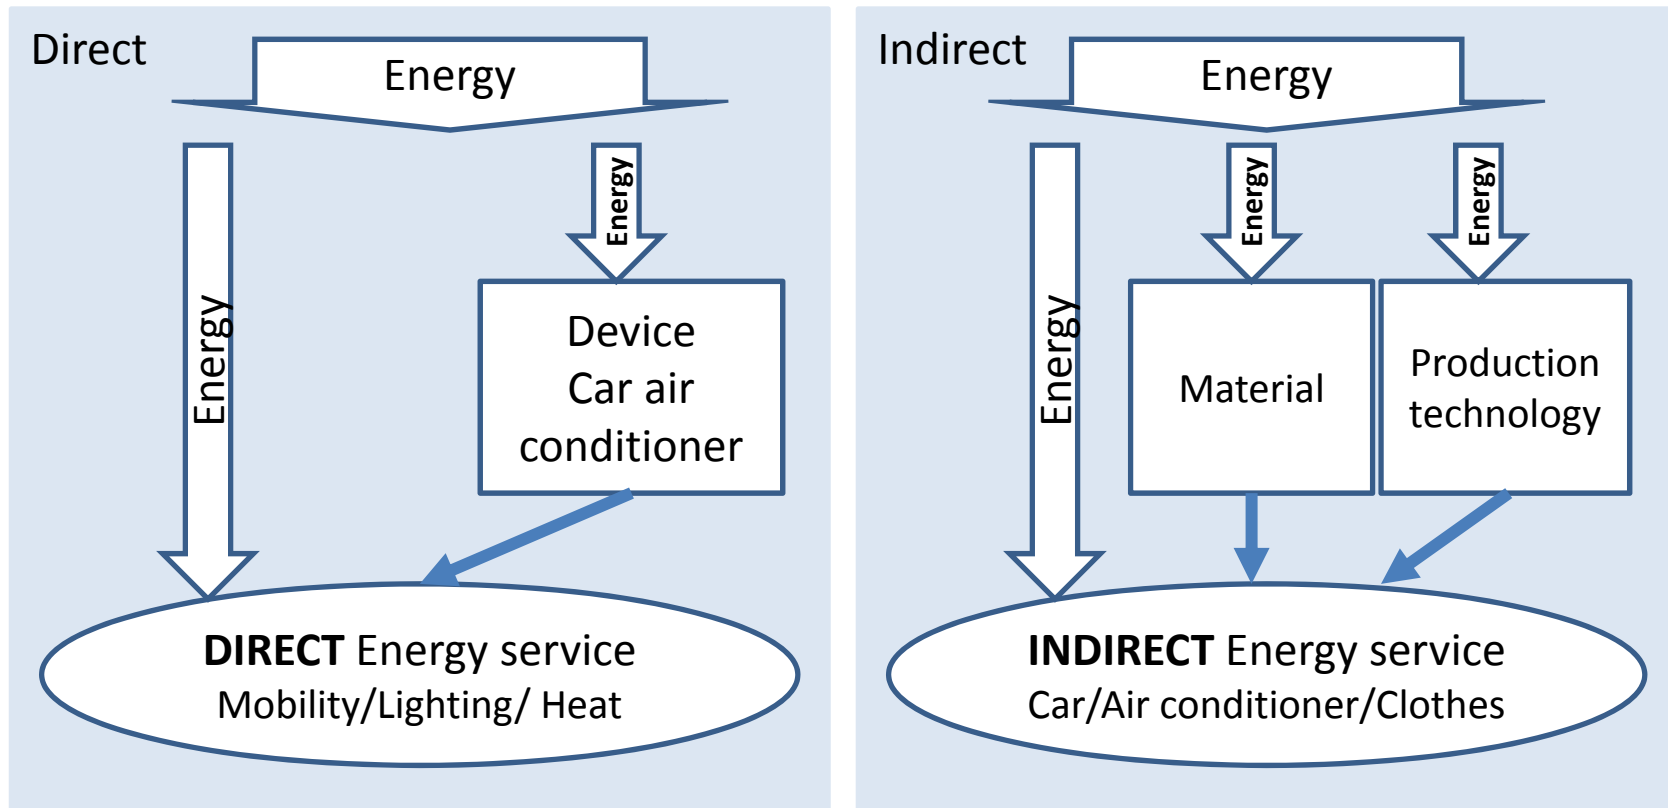 Direct
Energy
Energy
Energy
Device
Car air
conditioner
DIRECT Energy service
Mobility/Lighting/ Heat
Indirect
Energy
Energy
Energy
Energy
Material
Production
technology
INDIRECT Energy service
Car/Air conditioner/Clothes